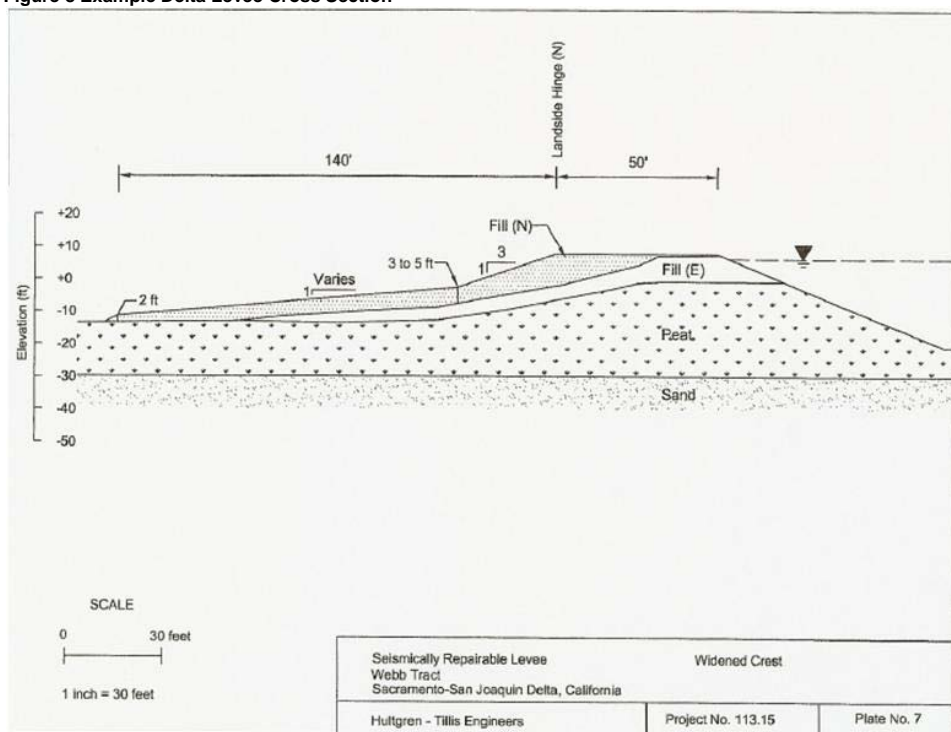 Figure 3 Example Delta Levee Cross Section
Landside Hinge (N)
140'
50'
Elevation (ft)
+20
+10
+0
-10
-20
-30
-40
-50
Fill (N)
3
1
3 to 5 ft
Varies
1
2 ft
Fill (E)
Peat
Sand
SCALE
0 30 feet
1 inch = 30 feet
Seismically Repairable Levee
Webb Tract
Sacramento-San Joaquin Delta, California
Widened Crest
Hultgren - Tillis Engineers
Project No. 113.15
Plate No. 7